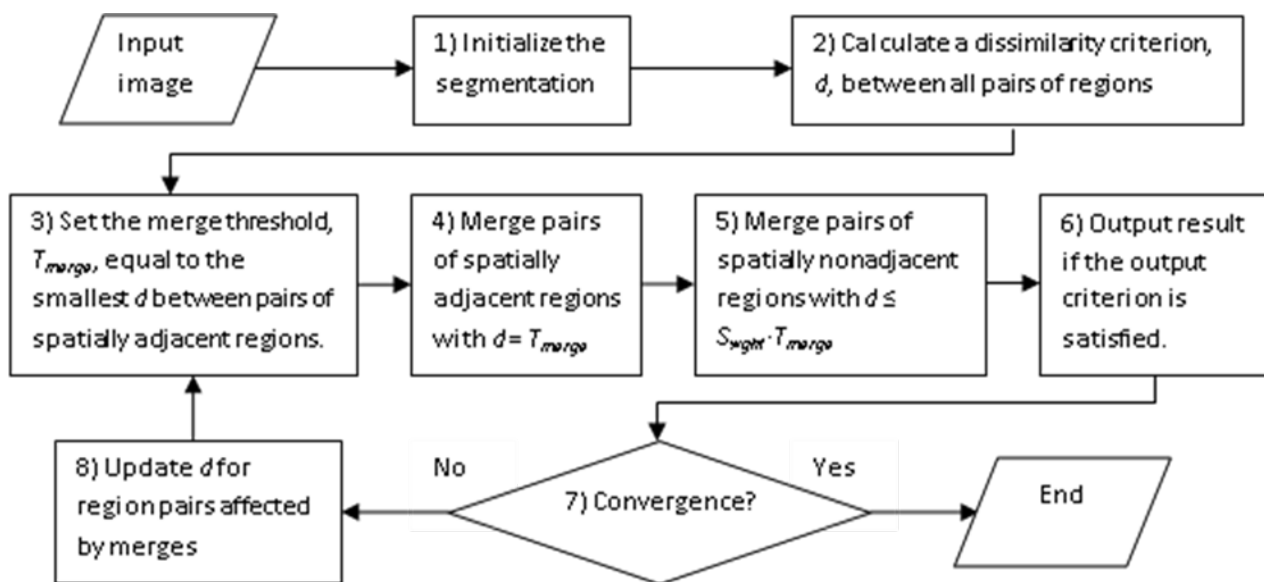 Input
image
1) Initialize the
segmentation
2) Calculate a dissimilarity criterion,
d, between all pairs of regions
3) Set the merge threshold,
Tmerge, equal to the
smallest d between pairs of
spatially adjacent regions.
4) Merge pairs
of spatially
adjacent regions
with d = Tmerge
5) Merge pairs of
spatially nonadjacent
regions with d ≤
Swght·Tmerge
6) Output result
if the output
criterion is
satisfied.
8) Update d for
region pairs affected
by merges
No
7) Convergence?
Yes
End